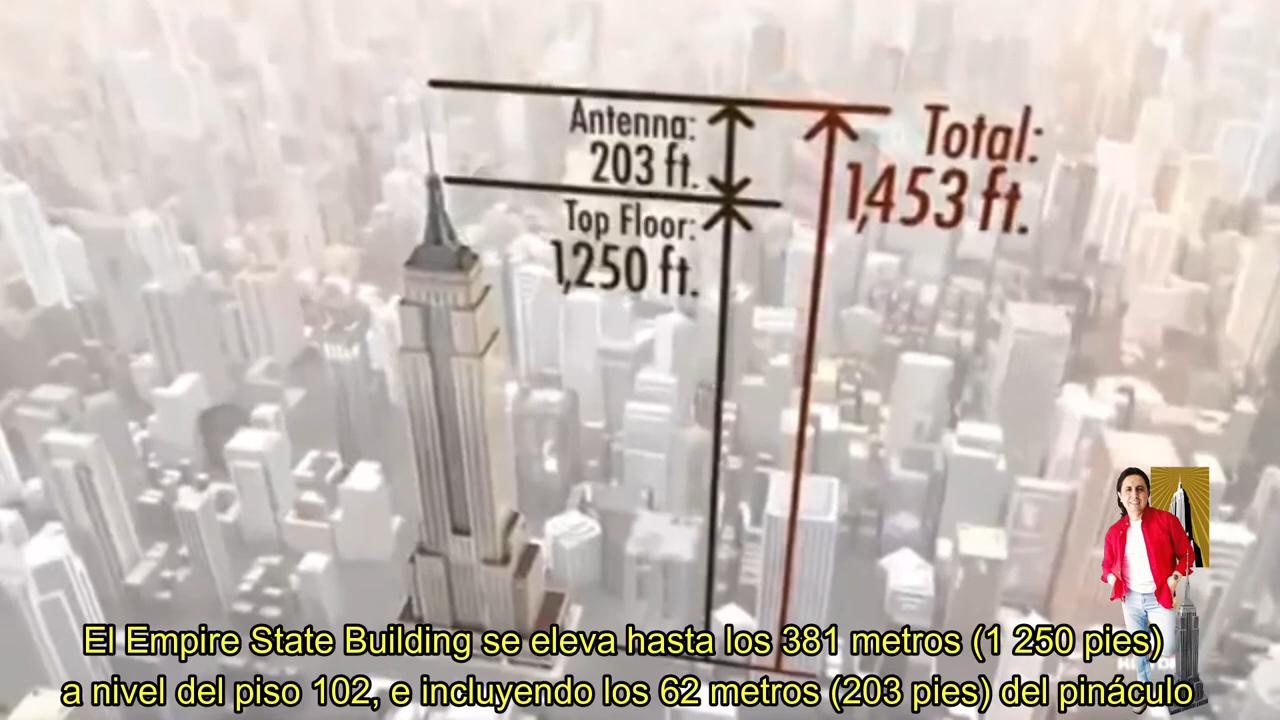 Antenna:
203 ft.
Total:
1,453 ft.
Top Floor:
1,250 ft.
El Empire State Building se eleva hasta los 381 metros (1 250 pies)
a nivel del piso 102, e incluyendo los 62 metros (203 pies) del pináculo